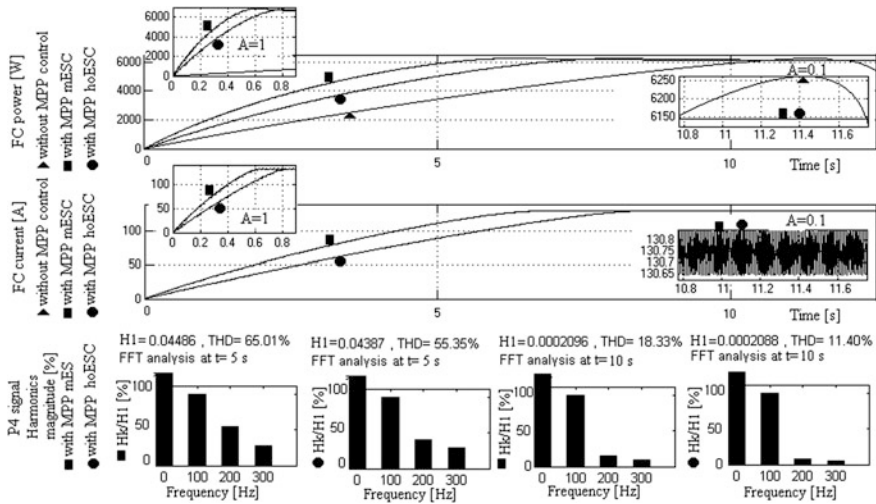 FC power [W]
▲ without MPP control
■ with MPP mESC
● with MPP hoESC
6000
4000
2000
0
0
5
10
Time [s]
6000
4000
2000
0
0
0.2
0.4
0.6
0.8
A=1
A=0.1
6250
6200
6150
10.8
11
11.2
11.4
11.6
FC current [A]
▲ without MPP control
■ with MPP mESC
● with MPP hoESC
100
50
0
0
5
10
Time [s]
100
50
0
0
0.2
0.4
0.6
0.8
A=1
A=0.1
130.8
130.75
130.7
130.65
10.8
11
11.2
11.4
11.6
P4 signal
Harmonics
magnitude [%]
■ with MPP mES
● with MPP hoESC
H1=0.04486 , THD=65.01%
FFT analysis at t= 5 s
■ Hk/H1 [%]
100
50
0
0 100 200 300
Frequency [Hz]
H1=0.04387 , THD=55.35%
FFT analysis at t= 5 s
● Hk/H1 [%]
100
50
0
0 100 200 300
Frequency [Hz]
H1=0.0002096 , THD=18.33%
FFT analysis at t= 10 s
■ Hk/H1 [%]
100
50
0
0 100 200 300
Frequency [Hz]
H1=0.0002088 , THD=11.40%
FFT analysis at t=10 s
● Hk/H1 [%]
100
50
0
0 100 200 300
Frequency [Hz]